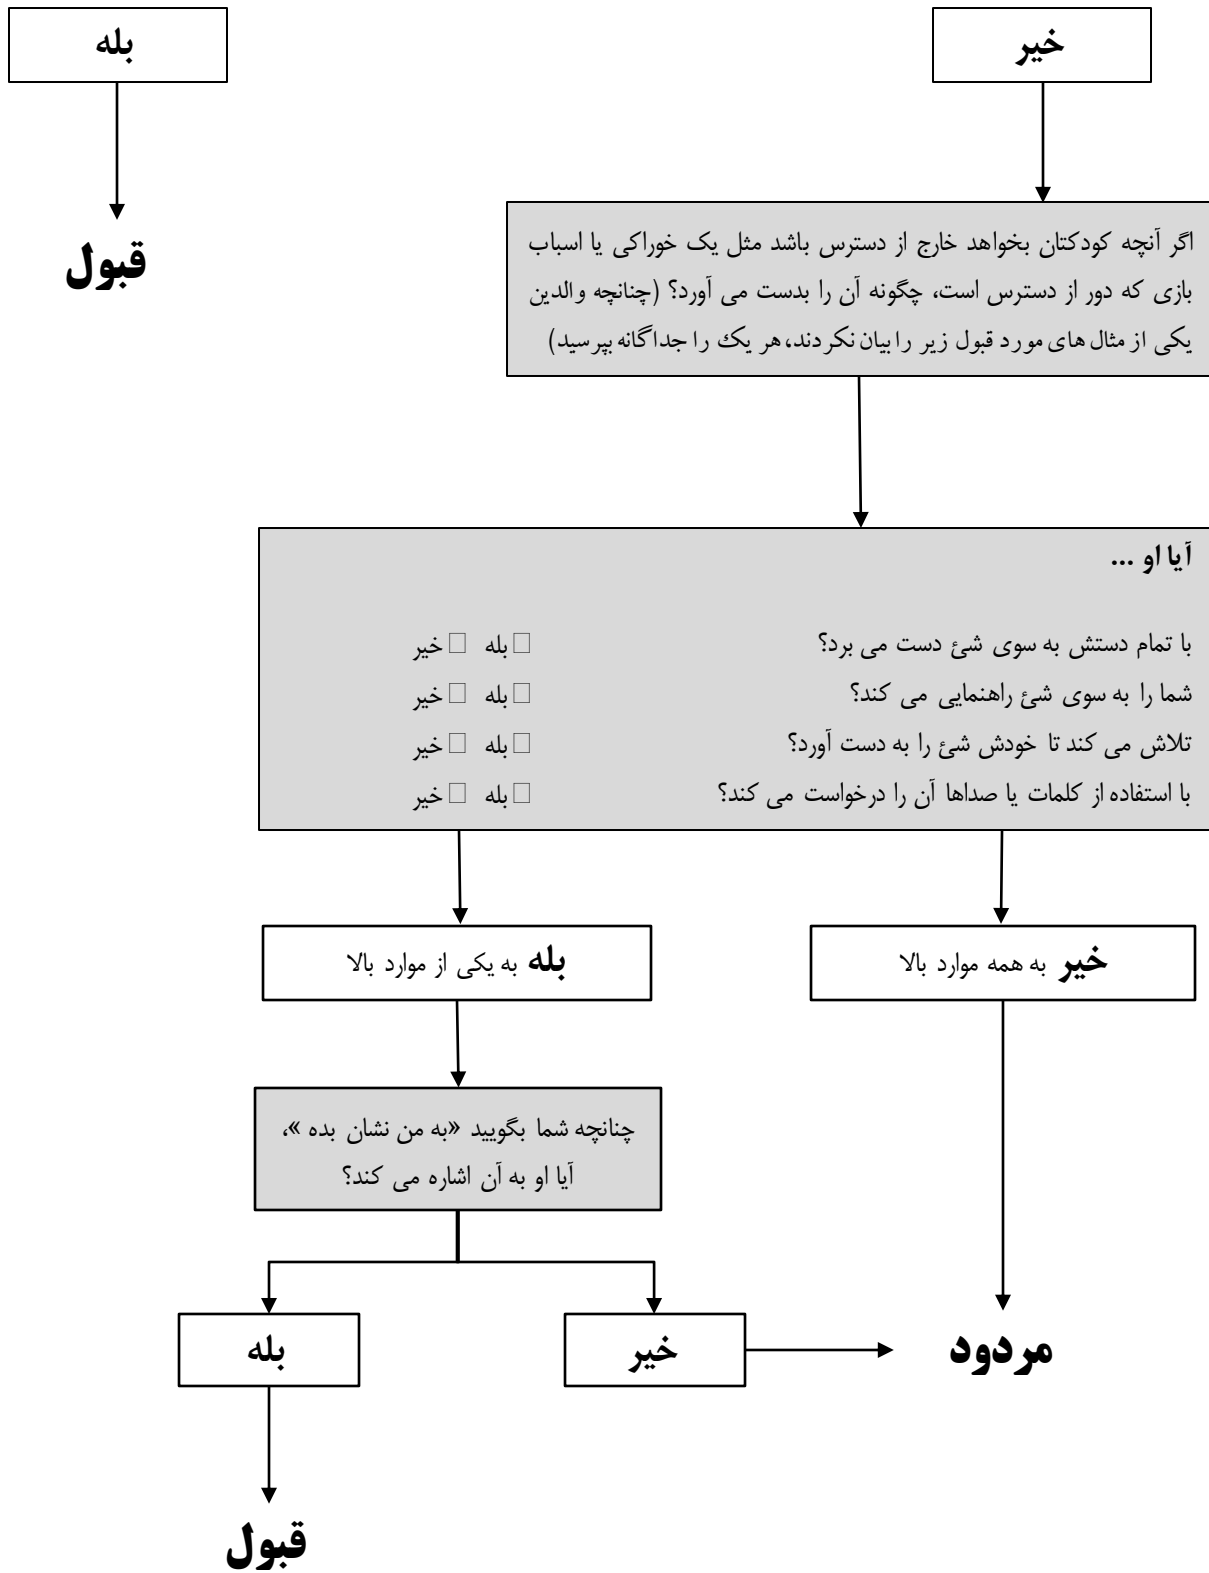 خیر
بله
قبول
اگر آنچه کودکتان بخواهد خارج از دسترس باشد مثل یک خوراکی یا اسباب
بازی که دور از دسترس است، چگونه آن را بدست می آورد؟ (چنانچه والدین
یکی از مثال های مورد قبول زیر را بیان نکردند، هر یک را جداگانه بپرسید)
آیا او ...
با تمام دستش به سوی شئ دست می برد؟ □ بله □ خیر
شما را به سوی شئ راهنمایی می کند؟ □ بله □ خیر
تلاش می کند تا خودش شئ را به دست آورد؟ □ بله □ خیر
با استفاده از کلمات یا صداها آن را درخواست می کند؟ □ بله □ خیر
خیر به همه موارد بالا
بله به یکی از موارد بالا
چنانچه شما بگویید «به من نشان بده »،
آیا او به آن اشاره می کند؟
خیر
بله
مردود
قبول